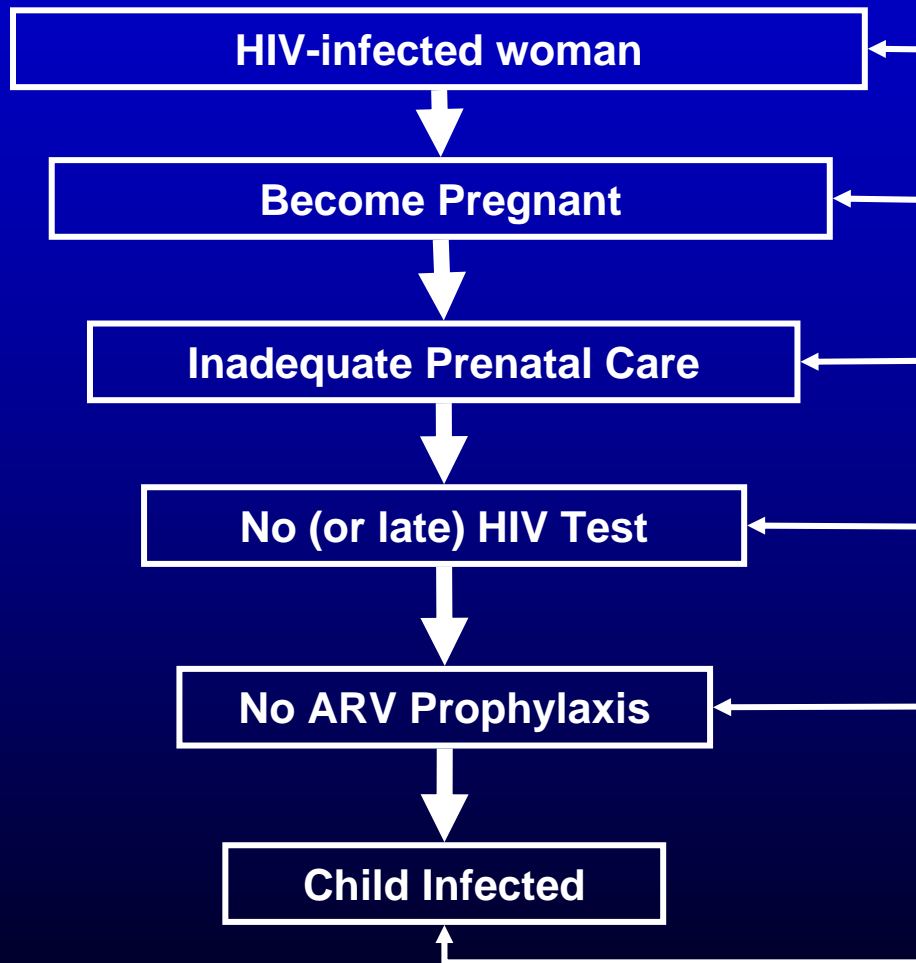 HIV-infected woman
Become Pregnant
Inadequate Prenatal Care
No (or late) HIV Test
No ARV Prophylaxis
Child Infected